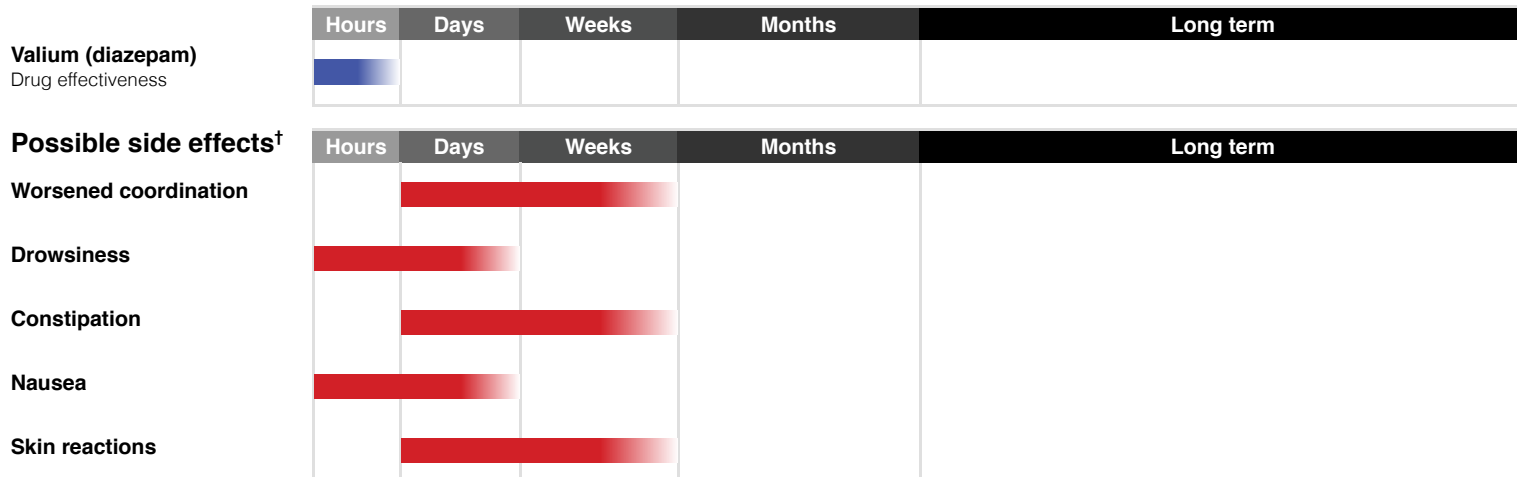 Hours Days Weeks Months Long term
Valium (diazepam)
Drug effectiveness
Possible side effects† Hours Days Weeks Months Long term
Worsened coordination
Drowsiness
Constipation
Nausea
Skin reactions